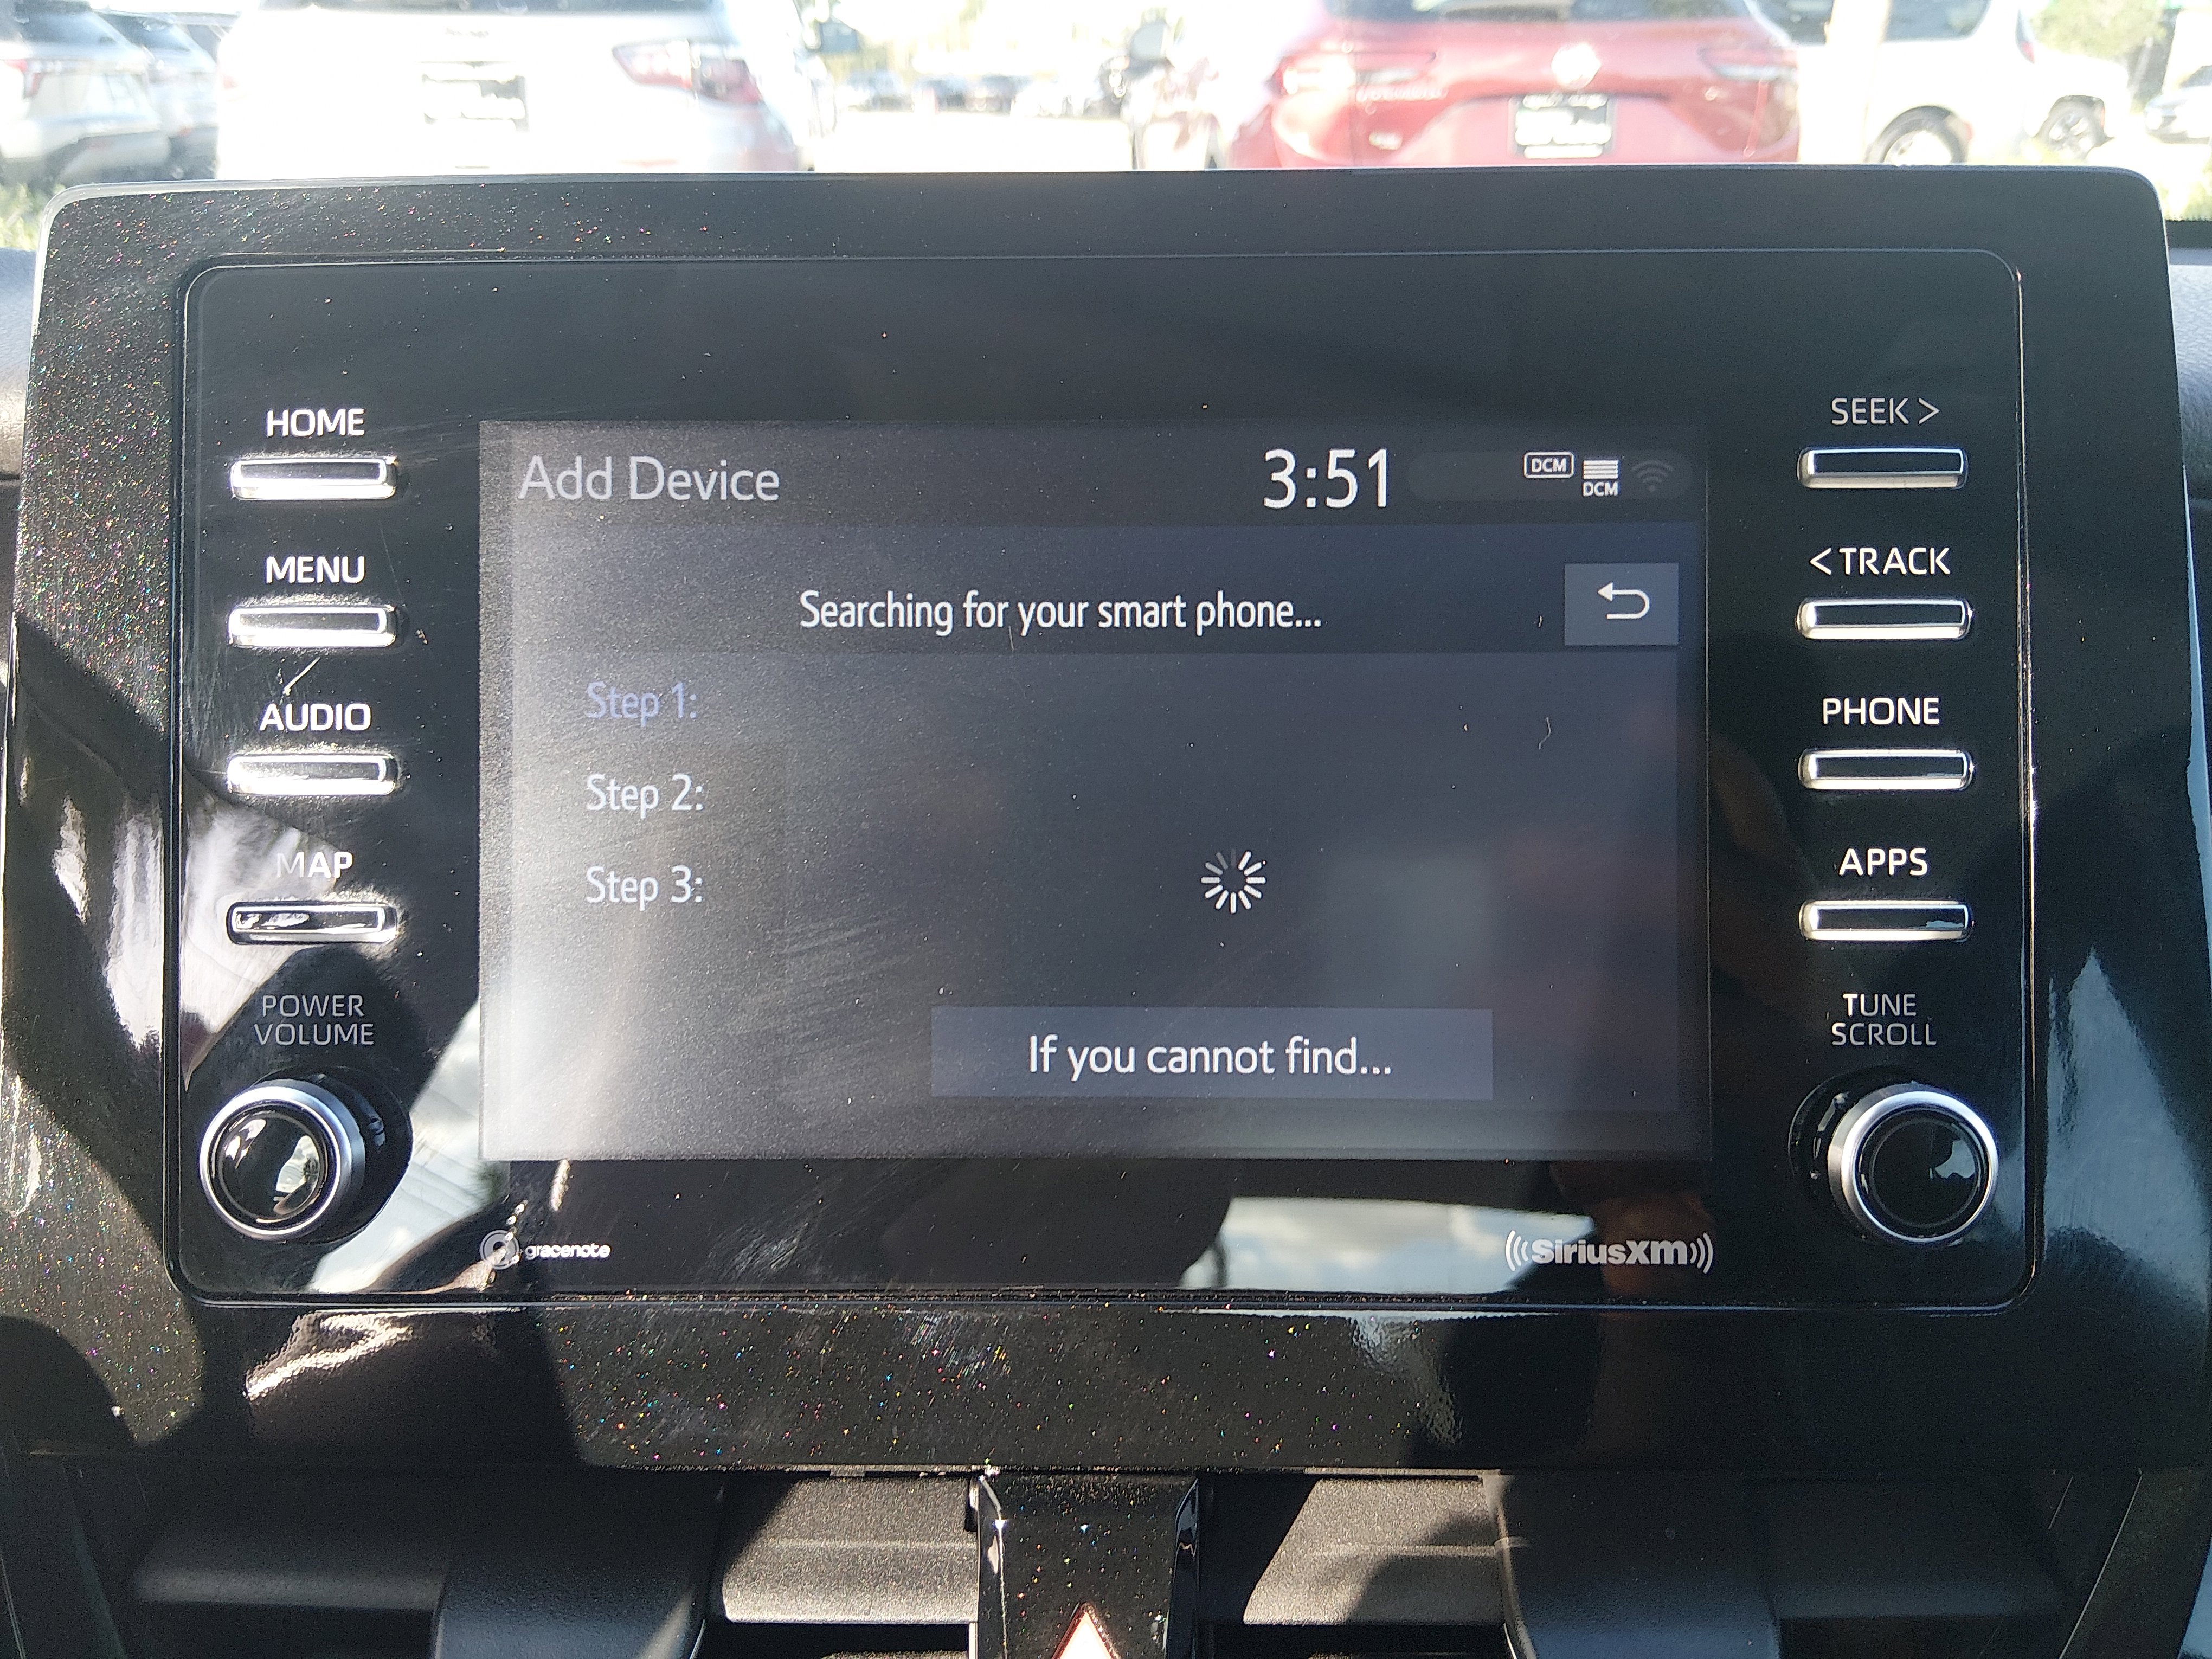 HOME
MENU
AUDIO
MAP
POWER
VOLUME
Add Device
3:51
DCM
DCM
Searching for your smart phone...
Step 1:
Step 2:
Step 3:
If you cannot find...
gracenote
SiriusXM
SEEK >
< TRACK
PHONE
APPS
TUNE
SCROLL